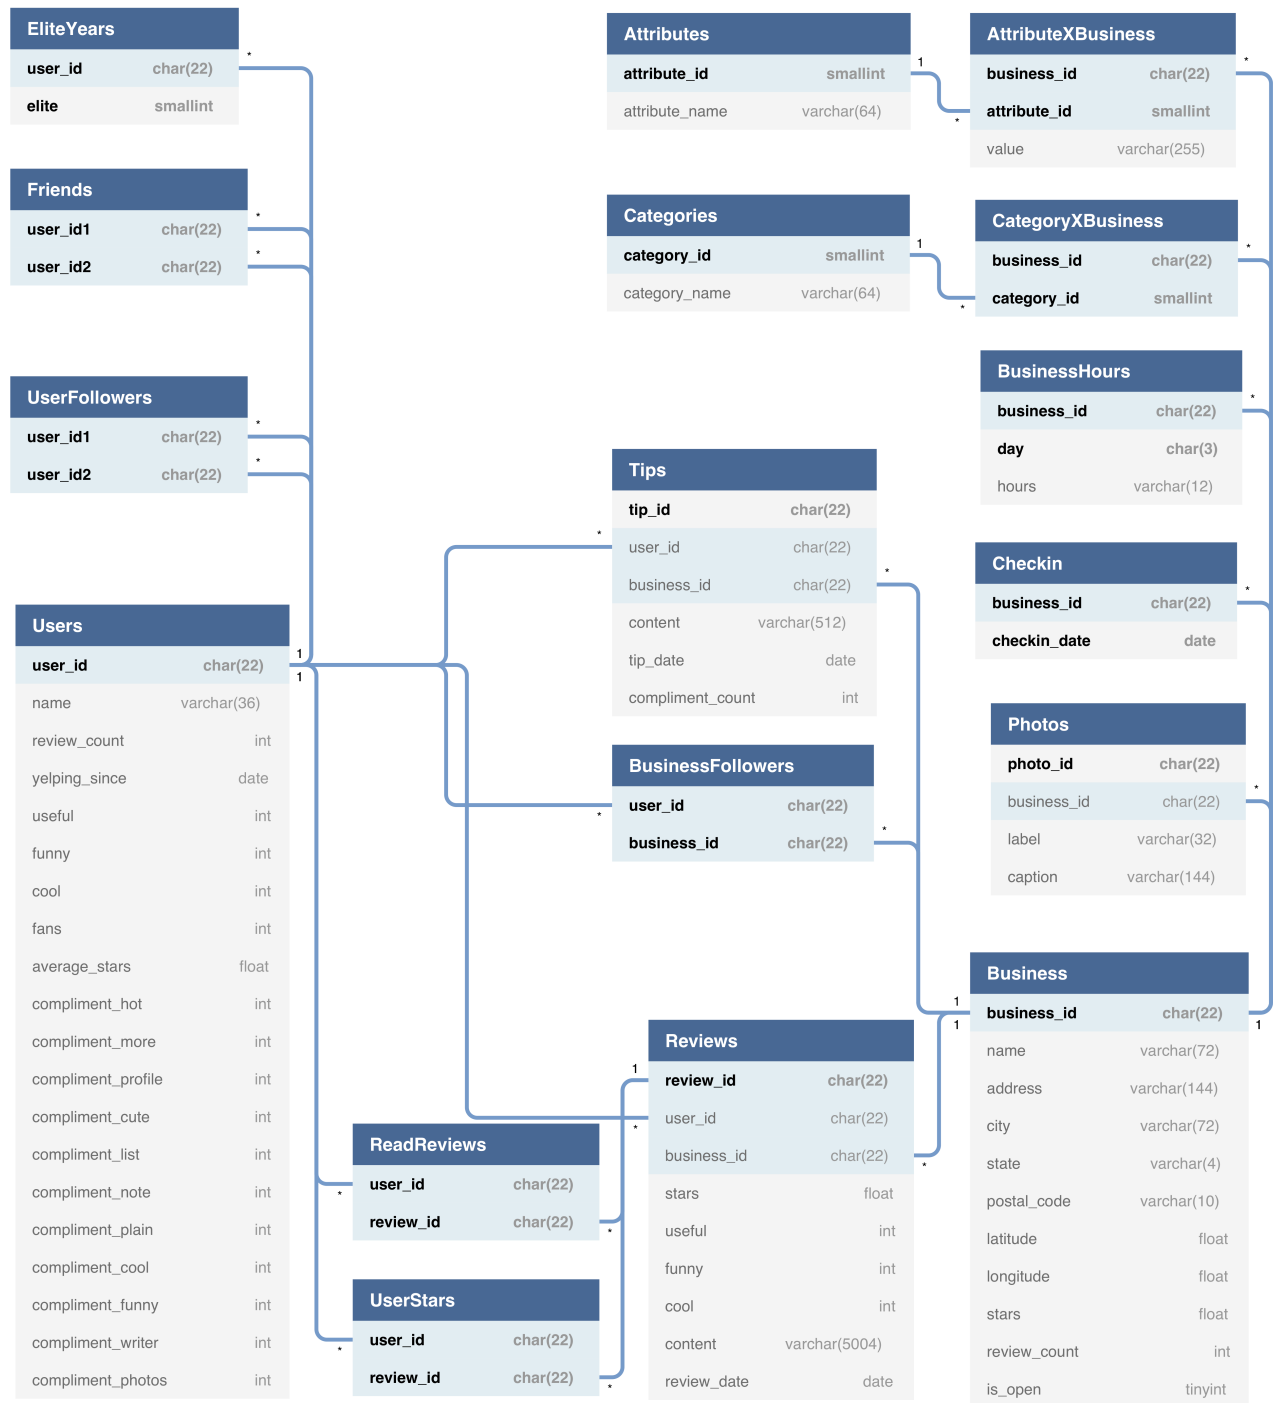 EliteYears
user_id char(22)
*
elite smallint
Friends
user_id1 char(22)
*
user_id2 char(22)
*
UserFollowers
user_id1 char(22)
*
user_id2 char(22)
*
Users
user_id char(22)
1
1
name varchar(36)
review_count int
yelping_since date
useful int
funny int
cool int
fans int
average_stars float
compliment_hot int
compliment_more int
compliment_profile int
compliment_cute int
compliment_list int
compliment_note int
compliment_plain int
compliment_cool int
compliment_funny int
compliment_writer int
compliment_photos int
ReadReviews
user_id char(22)
*
review_id char(22)
*
UserStars
user_id char(22)
*
review_id char(22)
*
Attributes
attribute_id smallint
1
attribute_name varchar(64)
Categories
category_id smallint
1
category_name varchar(64)
Tips
tip_id char(22)
user_id char(22)
*
business_id char(22)
*
content varchar(512)
tip_date date
compliment_count int
BusinessFollowers
user_id char(22)
*
business_id char(22)
*
Reviews
review_id char(22)
1
user_id char(22)
*
business_id char(22)
*
stars float
useful int
funny int
cool int
content varchar(5004)
review_date date
AttributeXBusiness
business_id char(22)
*
attribute_id smallint
*
value varchar(255)
CategoryXBusiness
business_id char(22)
*
category_id smallint
*
BusinessHours
business_id char(22)
*
day char(3)
hours varchar(12)
Checkin
business_id char(22)
*
checkin_date date
Photos
photo_id char(22)
business_id char(22)
*
label varchar(32)
caption varchar(144)
Business
business_id char(22)
1
1
1
name varchar(72)
address varchar(144)
city varchar(72)
state varchar(4)
postal_code varchar(10)
latitude float
longitude float
stars float
review_count int
is_open tinyint